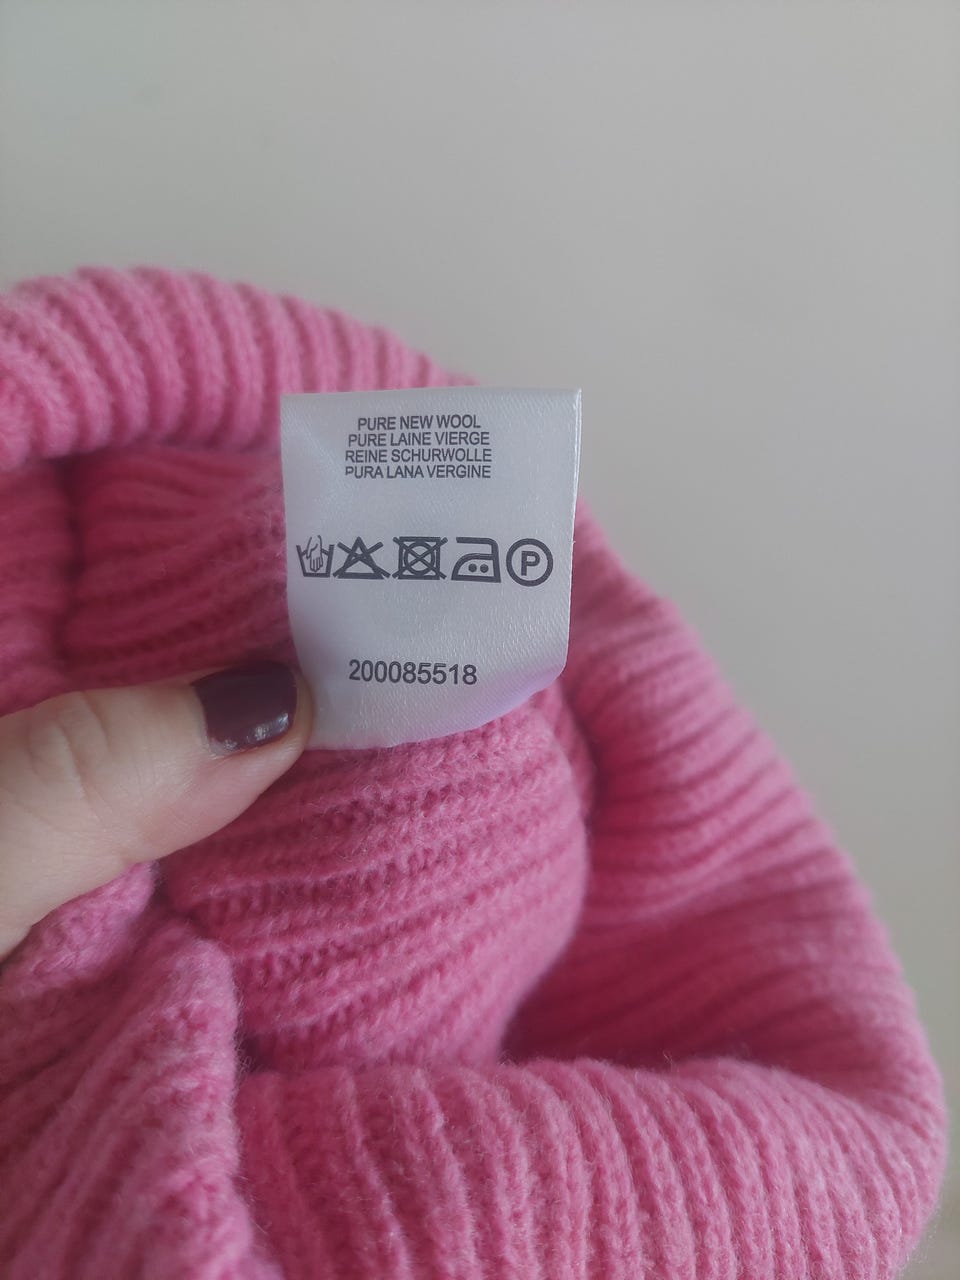 PURE NEW WOOL
PURE LAINE VIERGE
REINE SCHURWOLLE
PURA LANA VERGINE
P
200085518